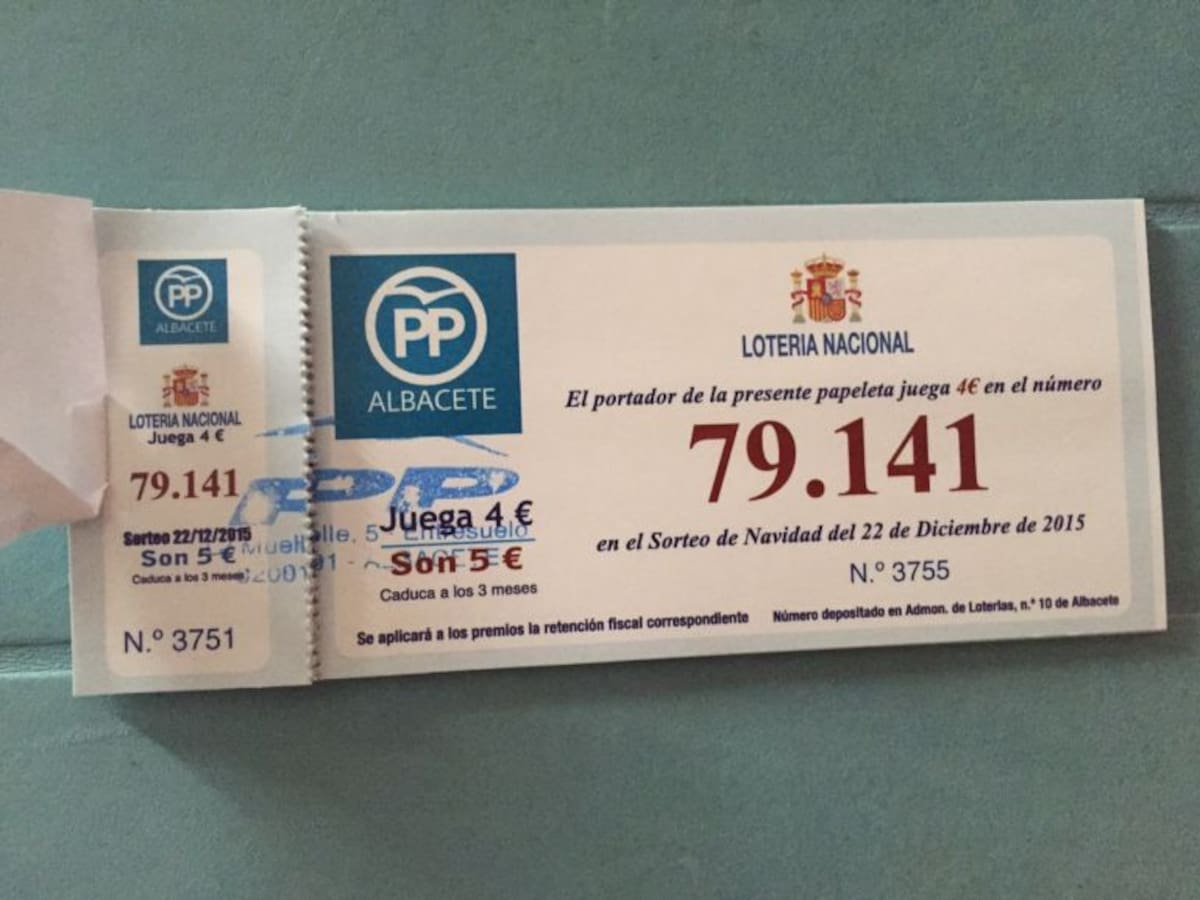 PP
ALBACETE
LOTERIA NACIONAL
Juega 4 €
79.141
Sorteo 22/12/2015
Son 5 €
Caduca a los 3 meses
N.º 3751
PP
ALBACETE
PP
Juega 4 €
Entresuelo
Son 5 €
Caduca a los 3 meses
LOTERIA NACIONAL
El portador de la presente papeleta juega 4€ en el número
79.141
en el Sorteo de Navidad del 22 de Diciembre de 2015
N.º 3755
Se aplicará a los premios la retención fiscal correspondiente
Número depositado en Admon. de Loterías, n.º 10 de Albacete